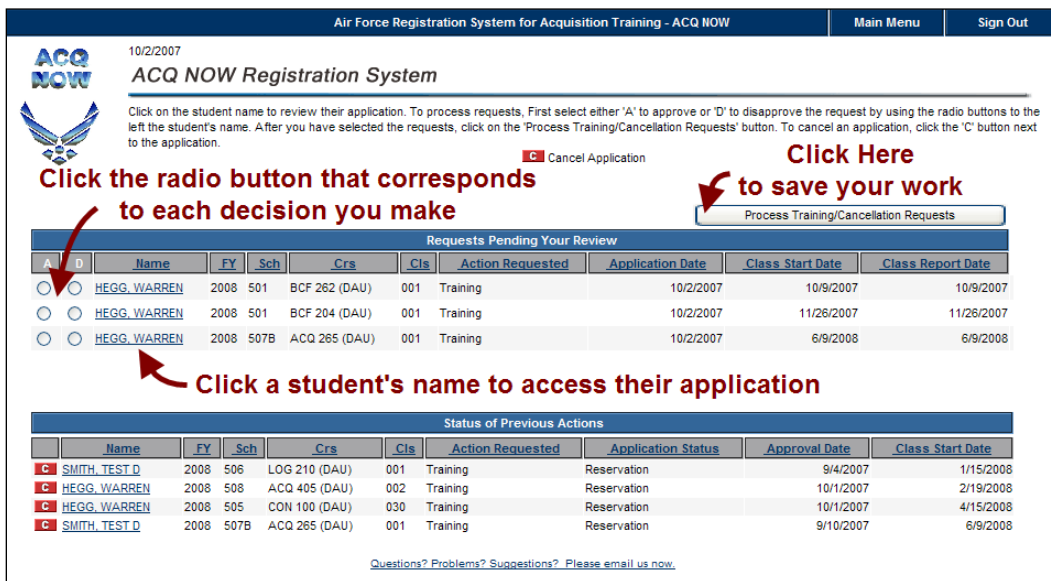 Air Force Registration System for Acquisition Training - ACQ NOW Main Menu Sign Out
ACQ NOW
10/2/2007
ACQ NOW Registration System
Click on the student name to review their application. To process requests, First select either 'A' to approve or 'D' to disapprove the request by using the radio buttons to the
left the student's name. After you have selected the requests, click on the 'Process Training/Cancellation Requests' button. To cancel an application, click the 'C' button next
to the application.
C Cancel Application
Click Here
to save your work
Click the radio button that corresponds
to each decision you make
Process Training/Cancellation Requests
Requests Pending Your Review
A D Name FY Sch Crs Cls Action Requested Application Date Class Start Date Class Report Date
HEGG, WARREN 2008 501 BCF 262 (DAU) 001 Training 10/2/2007 10/9/2007 10/9/2007
HEGG, WARREN 2008 501 BCF 204 (DAU) 001 Training 10/2/2007 11/26/2007 11/26/2007
HEGG, WARREN 2008 507B ACQ 265 (DAU) 001 Training 10/2/2007 6/9/2008 6/9/2008
Click a student's name to access their application
Status of Previous Actions
Name FY Sch Crs Cls Action Requested Application Status Approval Date Class Start Date
C SMITH, TEST D 2008 506 LOG 210 (DAU) 001 Training Reservation 9/4/2007 1/15/2008
C HEGG, WARREN 2008 508 ACQ 405 (DAU) 002 Training Reservation 10/1/2007 2/19/2008
C HEGG, WARREN 2008 505 CON 100 (DAU) 030 Training Reservation 10/1/2007 4/15/2008
C SMITH, TEST D 2008 507B ACQ 265 (DAU) 001 Training Reservation 9/10/2007 6/9/2008
Questions? Problems? Suggestions? Please email us now.